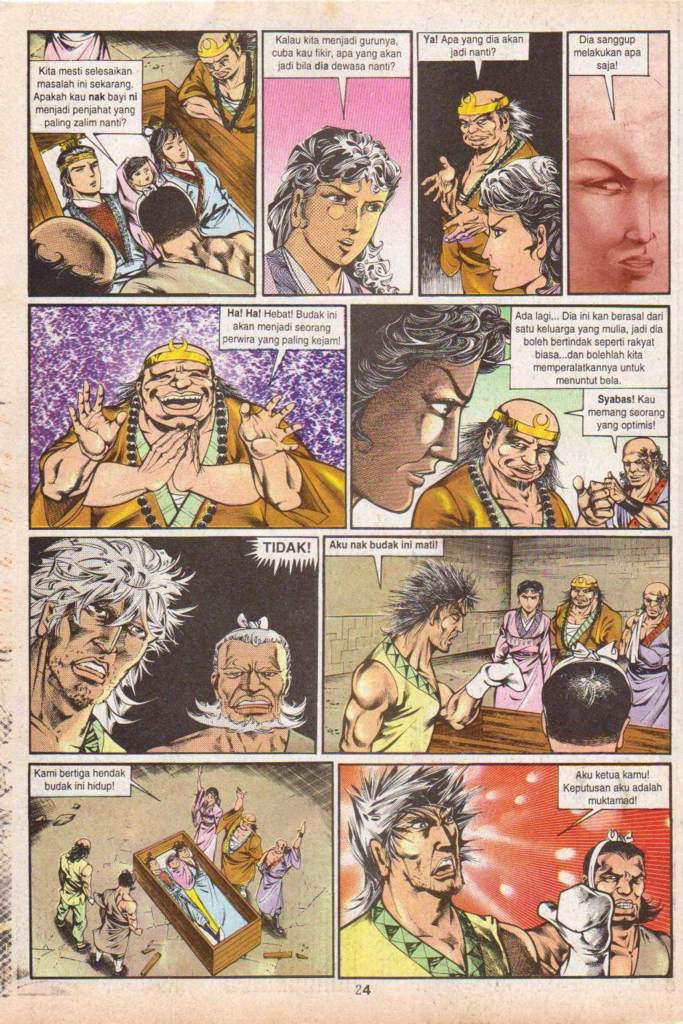 Kita mesti selesaikan
masalah ini sekarang.
Apakah kau nak bayi ni
menjadi penjahat yang
paling zalim nanti?
Kalau kita menjadi gurunya,
cuba kau fikir, apa yang akan
jadi bila dia dewasa nanti?
Ya! Apa yang dia akan
jadi nanti?
Dia sanggup
melakukan apa
saja!
Ha! Ha! Hebat! Budak ini
akan menjadi seorang
perwira yang paling kejam!
Ada lagi... Dia ini kan berasal dari
satu keluarga yang mulia, jadi dia
boleh bertindak seperti rakyat
biasa...dan bolehlah kita
memperalatkannya untuk
menuntut bela.
Syabas! Kau
memang seorang
yang optimis!
TIDAK!
Aku nak budak ini mati!
Kami bertiga hendak
budak ini hidup!
Aku ketua kamu!
Keputusan aku adalah
muktamad!
24